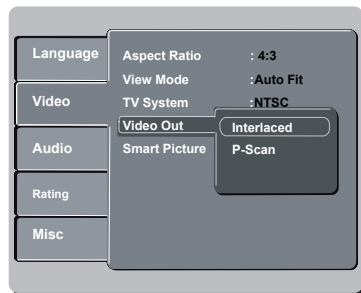 Language
Video
Audio
Rating
Misc
Aspect Ratio : 4:3
View Mode :Auto Fit
TV System :NTSC
Video Out
Smart Picture
Interlaced
P-Scan